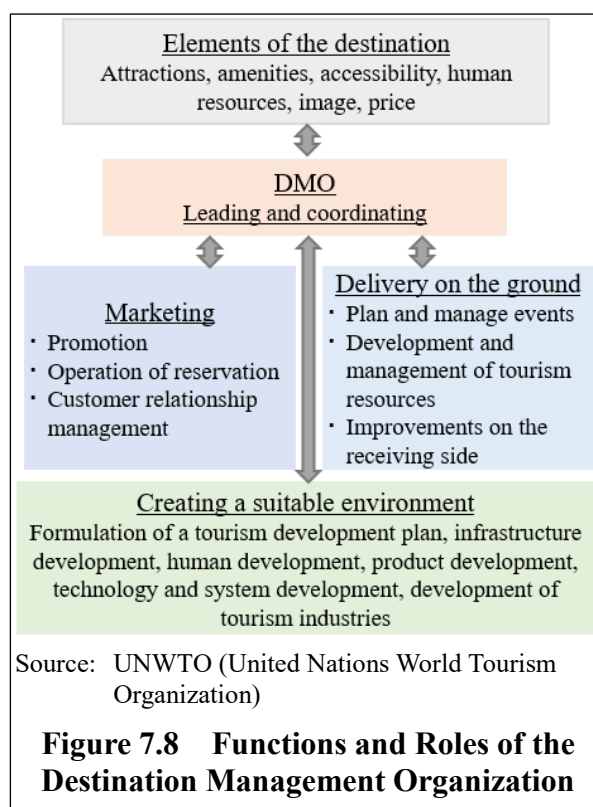 Elements of the destination
Attractions, amenities, accessibility, human
resources, image, price
DMO
Leading and coordinating
Marketing
・ Promotion
・ Operation of reservation
・ Customer relationship
management
Delivery on the ground
・ Plan and manage events
・ Development and
management of tourism
resources
・ Improvements on the
receiving side
Creating a suitable environment
Formulation of a tourism development plan, infrastructure
development, human development, product development,
technology and system development, development of
tourism industries
Source: UNWTO (United Nations World Tourism
Organization)
Figure 7.8 Functions and Roles of the
Destination Management Organization